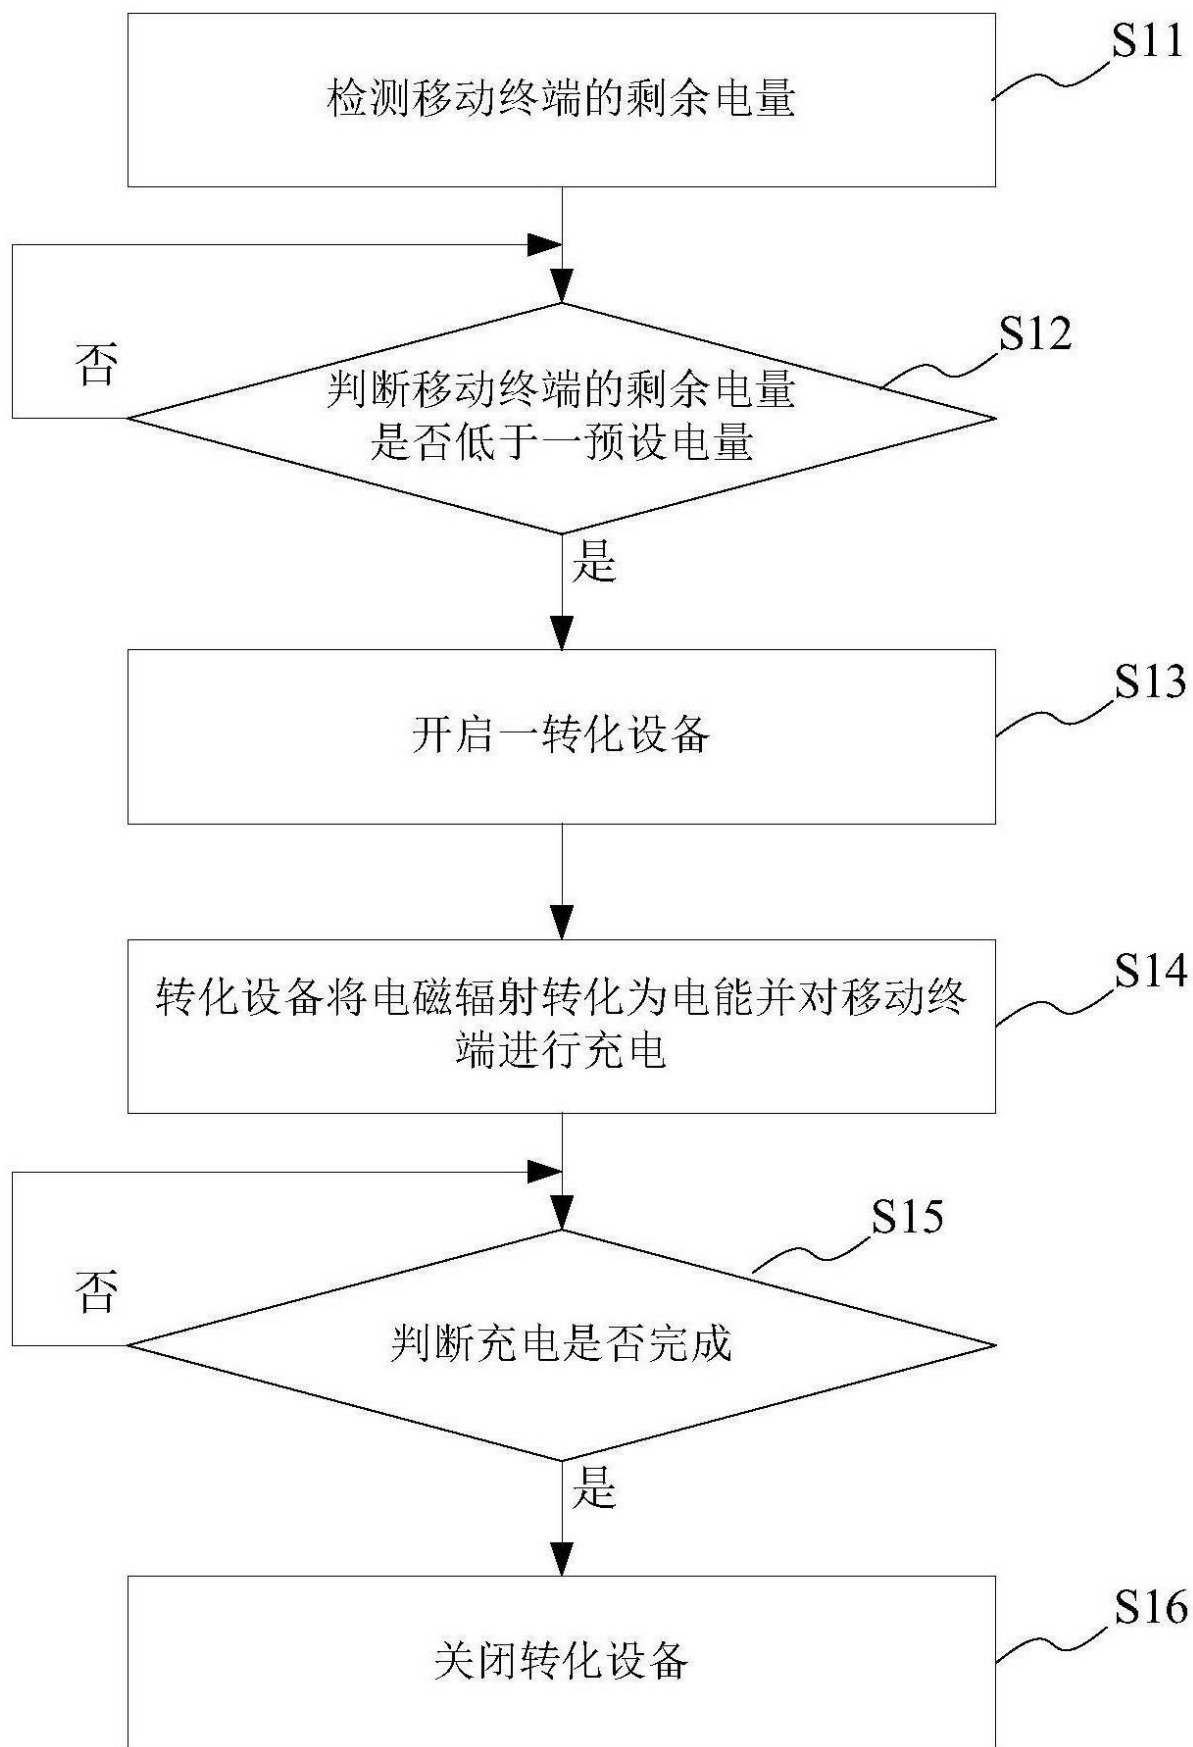 检测移动终端的剩余电量
S11
否
判断移动终端的剩余电量
是否低于一预设电量
S12
是
开启一转化设备
S13
转化设备将电磁辐射转化为电能并对移动终
端进行充电
S14
否
判断充电是否完成
S15
是
关闭转化设备
S16